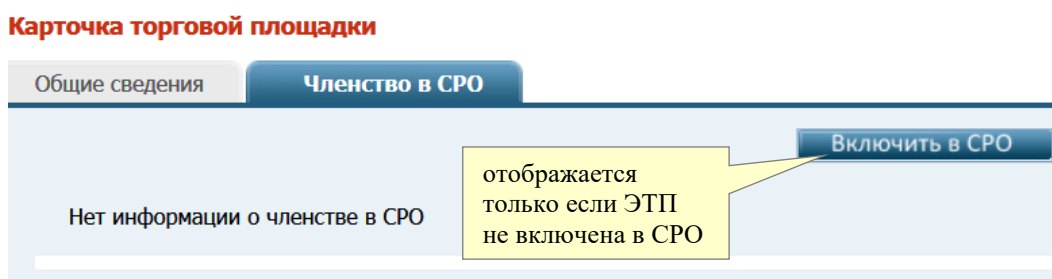 Карточка торговой площадки
Общие сведения
Членство в СРО
Включить в СРО
отображается
только если ЭТП
не включена в СРО
Нет информации о членстве в СРО